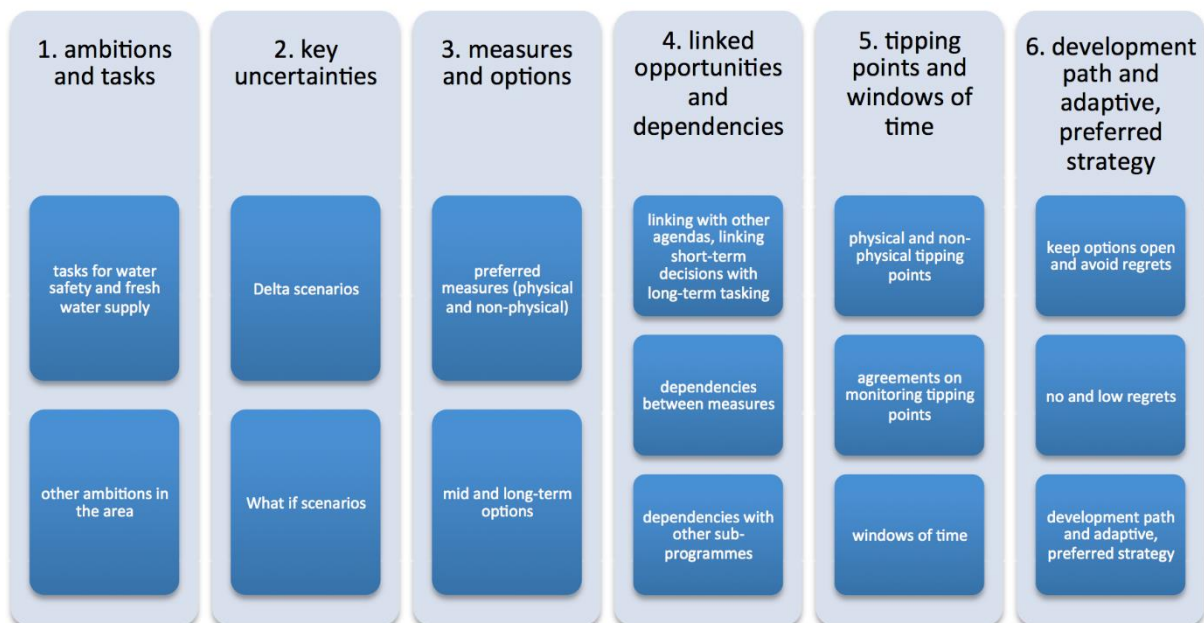 1. ambitions
and tasks
tasks for water
safety and fresh
water supply
other ambitions in
the area
2. key
uncertainties
Delta scenarios
What if scenarios
3. measures
and options
preferred
measures (physical
and non-physical)
mid and long-term
options
4. linked
opportunities
and
dependencies
linking with other
agendas, linking
short-term
decisions with
long-term tasking
dependencies
between measures
dependencies with
other sub-
programmes
5. tipping
points and
windows of
time
physical and non-
physical tipping
points
agreements on
monitoring tipping
points
windows of time
6. development
path and
adaptive,
preferred
strategy
keep options open
and avoid regrets
no and low regrets
development path
and adaptive,
preferred strategy